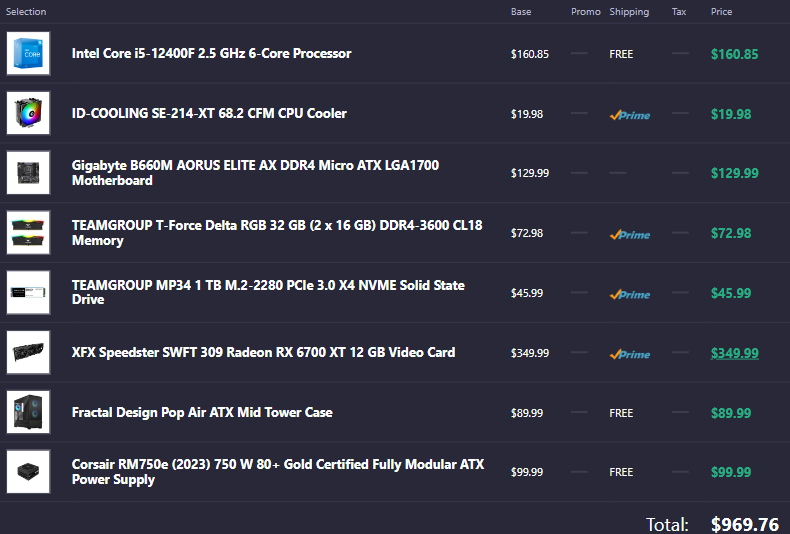 Selection Base Promo Shipping Tax Price
Intel Core i5-12400F 2.5 GHz 6-Core Processor $160.85 — FREE — $160.85
ID-COOLING SE-214-XT 68.2 CFM CPU Cooler $19.98 — Prime — $19.98
Gigabyte B660M AORUS ELITE AX DDR4 Micro ATX LGA1700
Motherboard $129.99 — — — $129.99
TEAMGROUP T-Force Delta RGB 32 GB (2 x 16 GB) DDR4-3600 CL18
Memory $72.98 — Prime — $72.98
TEAMGROUP MP34 1 TB M.2-2280 PCIe 3.0 X4 NVME Solid State
Drive $45.99 — Prime — $45.99
XFX Speedster SWFT 309 Radeon RX 6700 XT 12 GB Video Card $349.99 — Prime — $349.99
Fractal Design Pop Air ATX Mid Tower Case $89.99 — FREE — $89.99
Corsair RM750e (2023) 750 W 80+ Gold Certified Fully Modular ATX
Power Supply $99.99 — FREE — $99.99
Total: $969.76